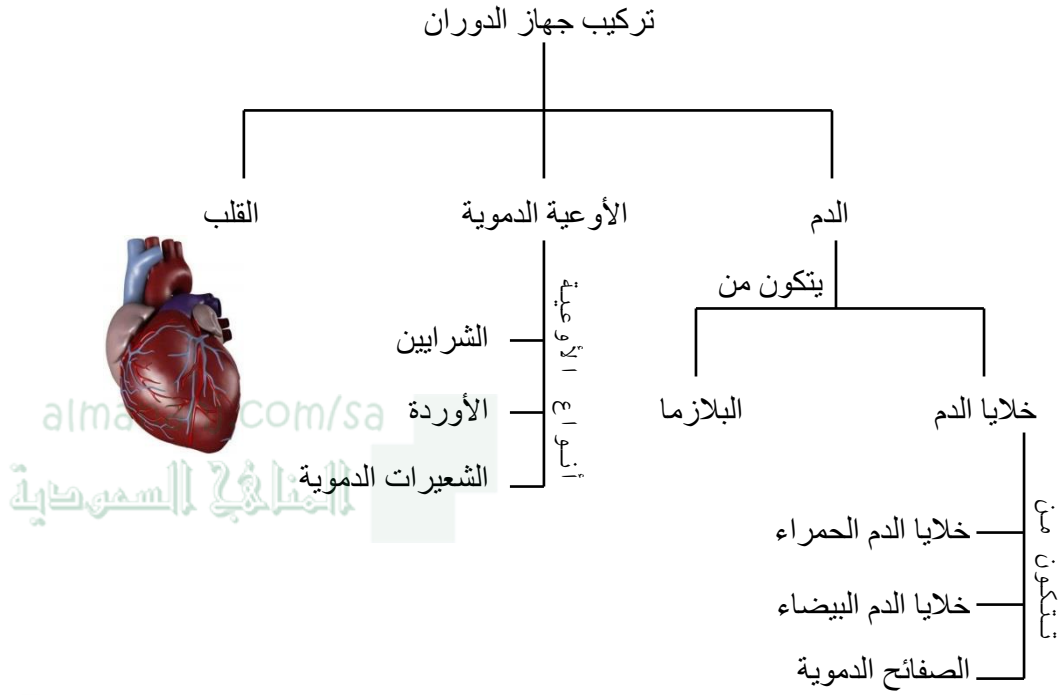 تركيب جهاز الدوران
الدم
الأوعية الدموية
القلب
يتكون من
خلايا الدم
البلازما
تتكون من
خلايا الدم الحمراء
خلايا الدم البيضاء
الصفائح الدموية
أنواع الأوعية
الشرايين
الأوردة
الشعيرات الدموية
com/sa
المناهج السعودية